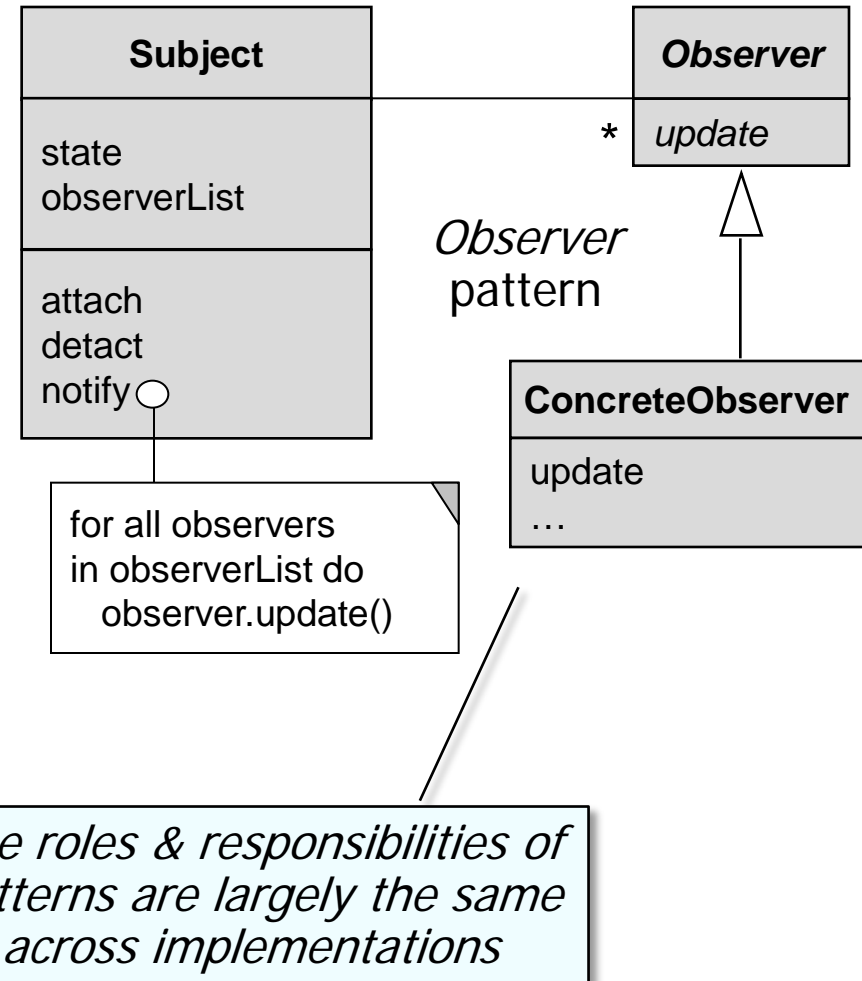 Subject
state
observerList
attach
detact
notify
for all observers
in observerList do
observer.update()
Observer
*
update
Observer
pattern
ConcreteObserver
update
…
e roles & responsibilities of
tterns are largely the same
across implementations